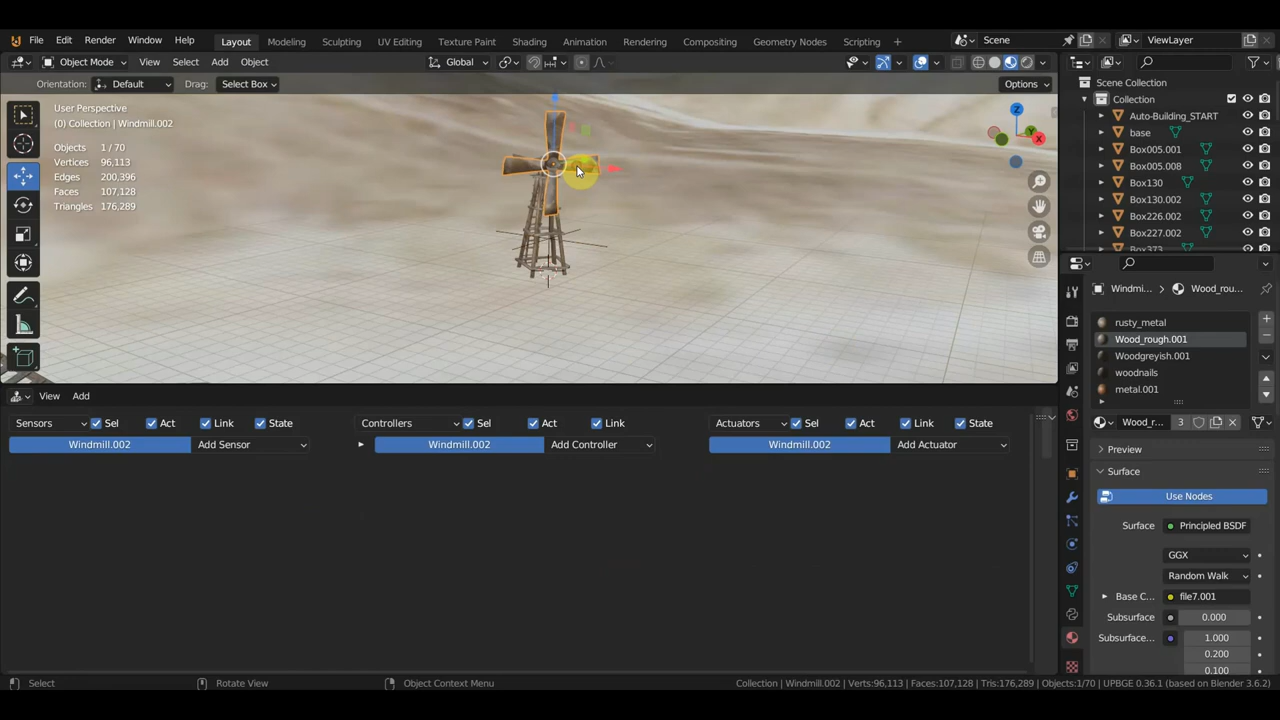 File Edit Render Window Help Layout Modeling Sculpting UV Editing Texture Paint Shading Animation Rendering Compositing Geometry Nodes Scripting + Scene ViewLayer
Object Mode View Select Add Object Global
Orientation: Default Drag: Select Box Options
User Perspective
(0) Collection | Windmill.002
Objects 1 / 70
Vertices 96,113
Edges 200,396
Faces 107,128
Triangles 176,289
Z
Y
X
Scene Collection
Collection
Auto-Building_START
base
Box005.001
Box005.008
Box130
Box130.002
Box226.002
Box227.002
Box373
Windmi... Wood_rou...
rusty_metal
Wood_rough.001
Woodgreyish.001
woodnails
metal.001
Wood_r... 3
Preview
Surface
Use Nodes
Surface Principled BSDF
GGX
Random Walk
Base C... file7.001
Subsurface 0.000
Subsurface... 1.000
0.200
0.100
View Add
Sensors Sel Act Link State Controllers Sel Act Link Actuators Sel Act Link State
Windmill.002 Add Sensor Windmill.002 Add Controller Windmill.002 Add Actuator
Select Rotate View Object Context Menu Collection | Windmill.002 | Verts:96,113 | Faces:107,128 | Tris:176,289 | Objects:1/70 | UPBGE 0.36.1 (based on Blender 3.6.2)